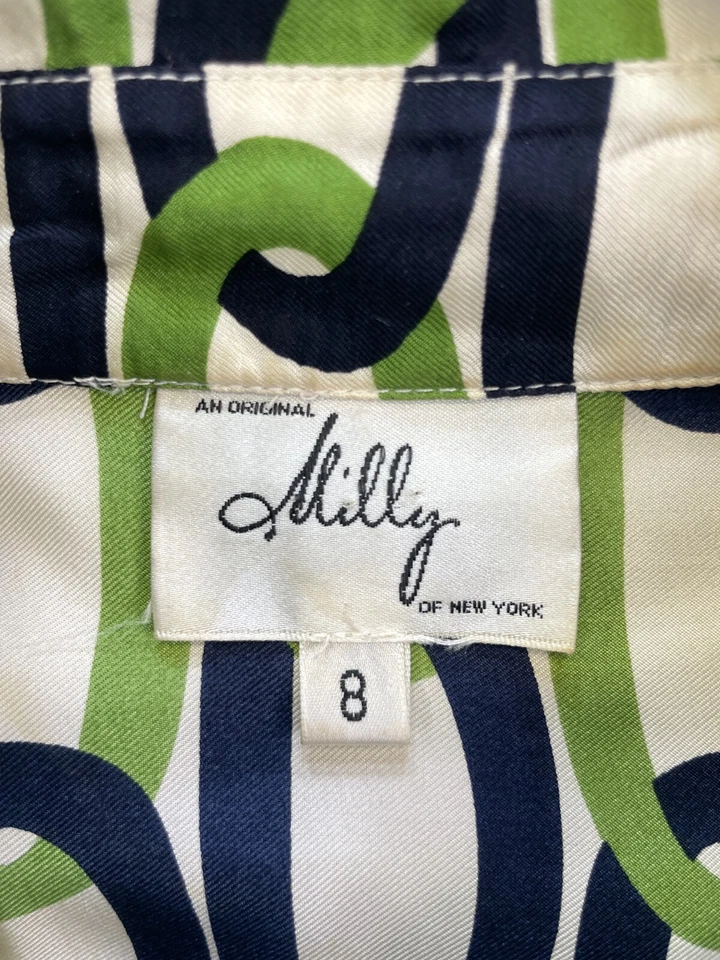 AN ORIGINAL
Milly
OF NEW YORK
8